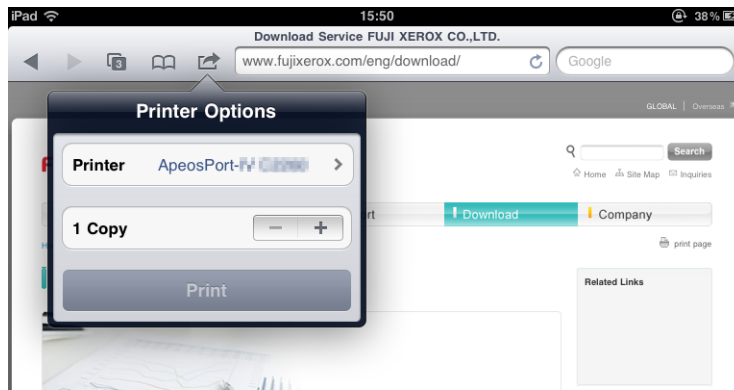 iPad 15:50 38%
Download Service FUJI XEROX CO.,LTD.
3 www.fujixerox.com/eng/download/ Google
Printer Options
GLOBAL | Overseas
Printer ApeosPort-
Search
Home Site Map Inquiries
rt Download Company
1 Copy
print page
Print
Related Links